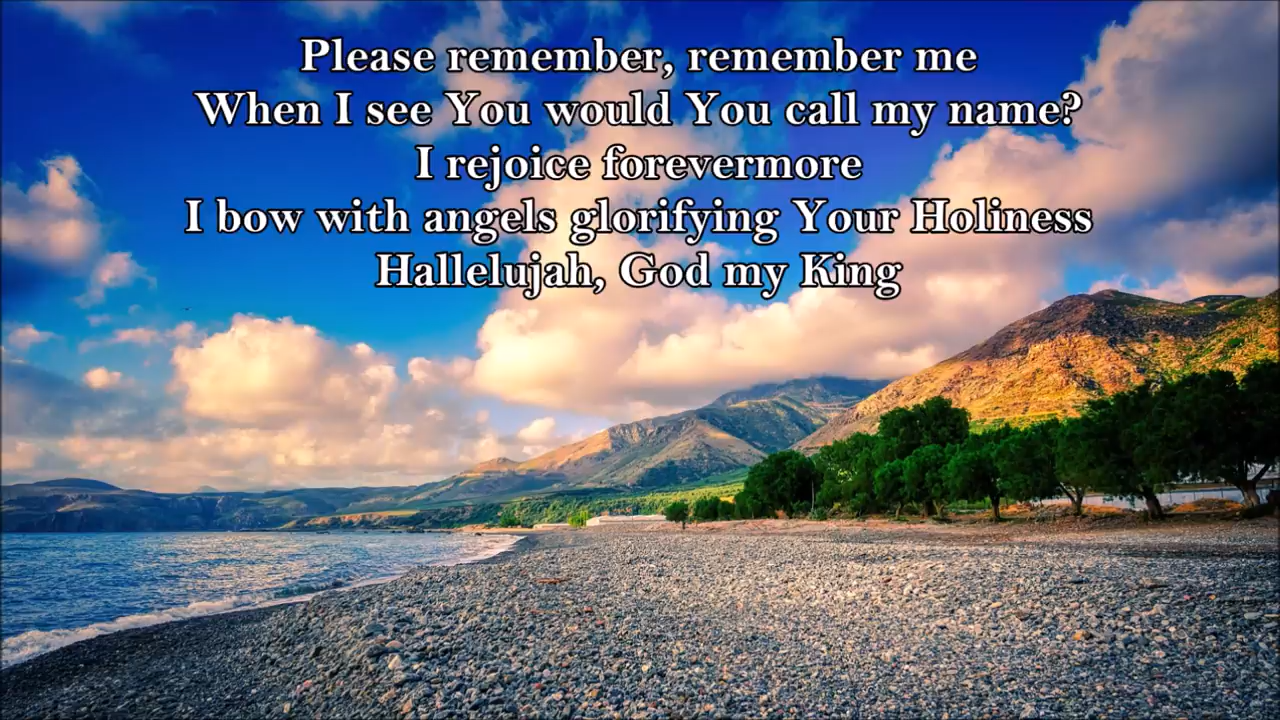 Please remember, remember me
When I see You would You call my name?
I rejoice forevermore
I bow with angels glorifying Your Holiness
Hallelujah, God my King